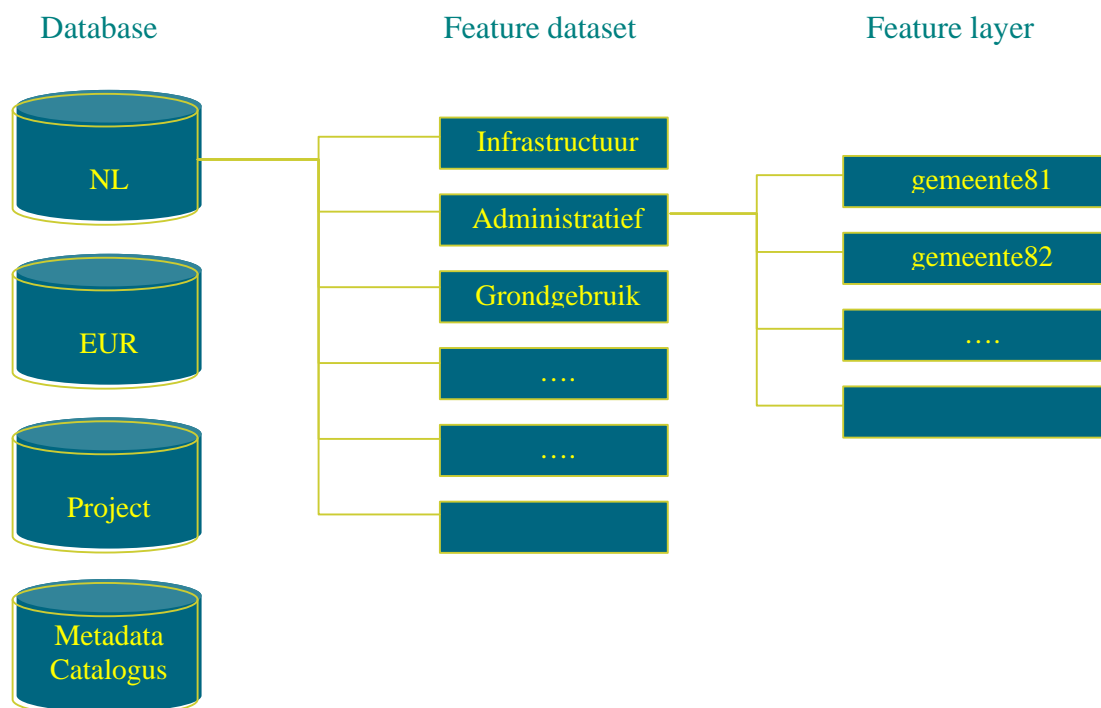 Database
Feature dataset
Feature layer
NL
EUR
Project
Metadata
Catalogus
Infrastructuur
Administratief
Grondgebruik
....
....
gemeente81
gemeente82
....